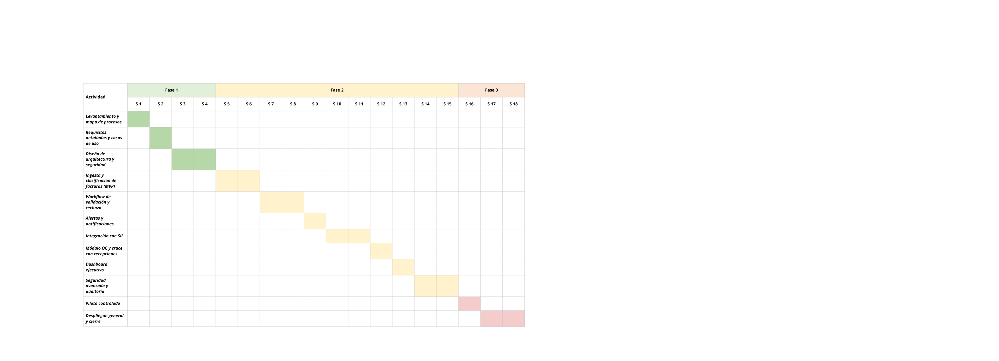 Actividad
Fase 1
Fase 2
Fase 3
S 1
S 2
S 3
S 4
S 5
S 6
S 7
S 8
S 9
S 10
S 11
S 12
S 13
S 14
S 15
S 16
S 17
S 18
Levantamiento y
mapa de procesos
Requisitos
detallados y casos
de uso
Diseño de
arquitectura y
seguridad
Ingesta y
clasificación de
facturas (MVP)
Workflow de
validación y
rechazo
Alertas y
notificaciones
Integración con SII
Módulo OC y cruce
con recepciones
Dashboard
ejecutivo
Seguridad
avanzada y
auditoría
Piloto controlado
Despliegue general
y cierre